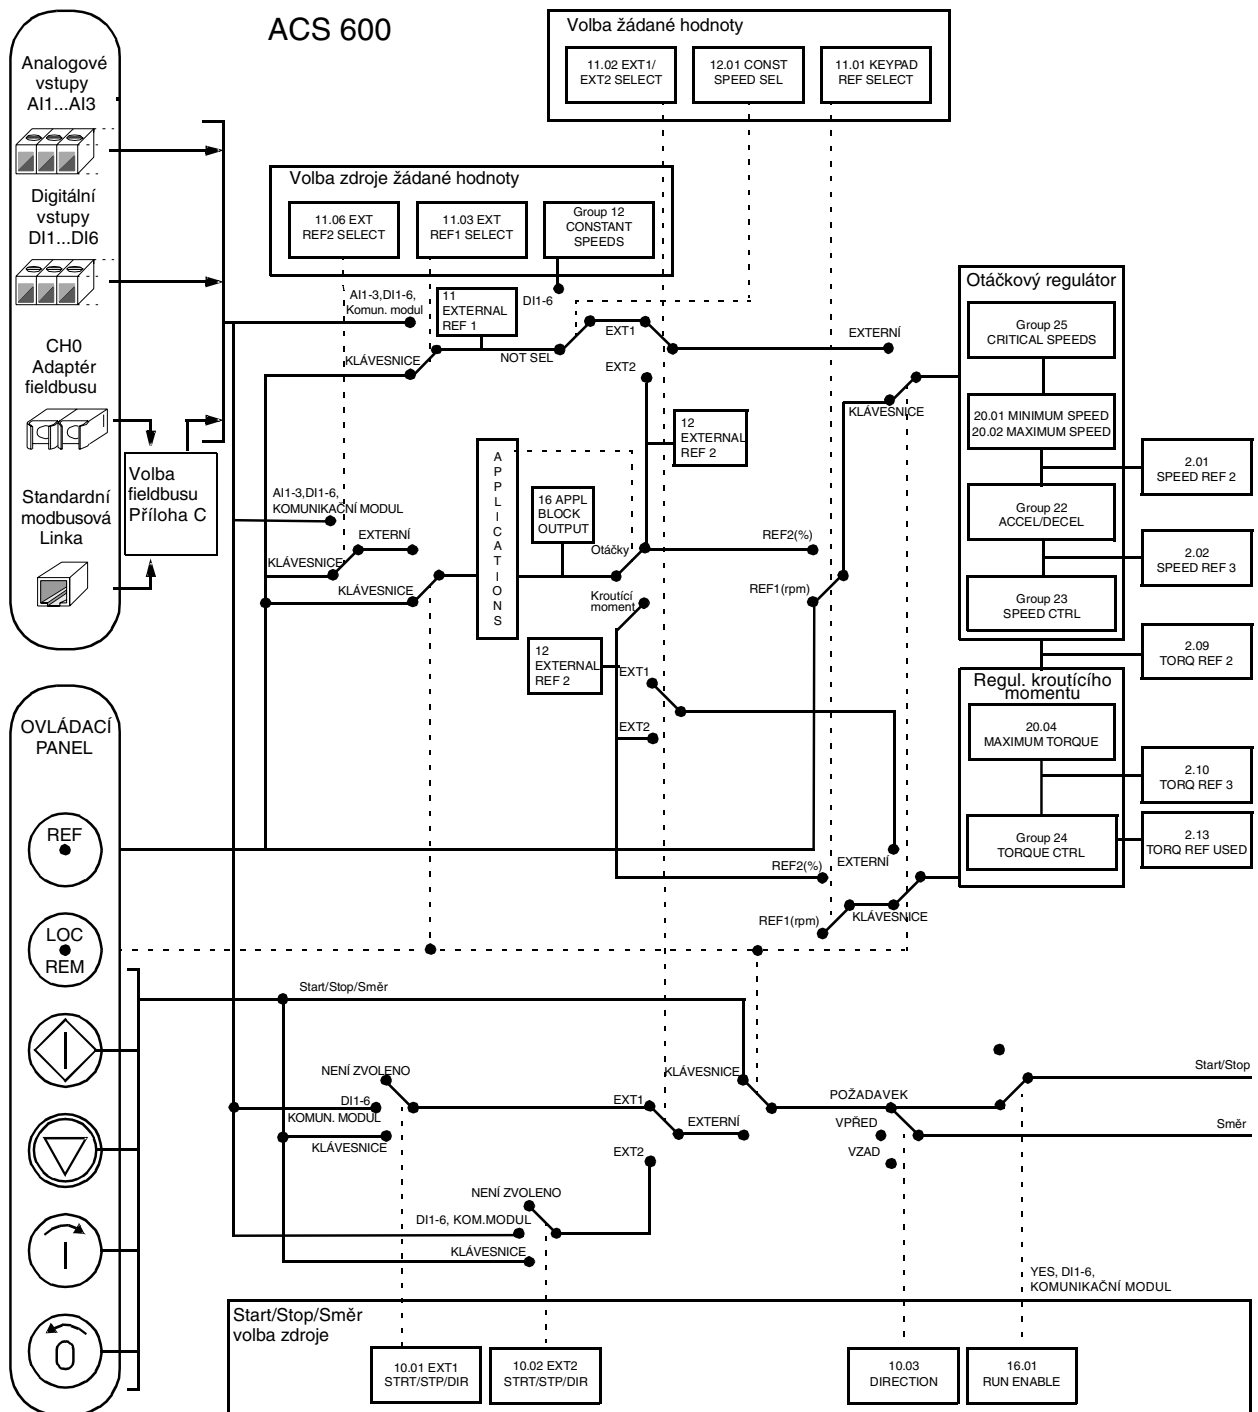 ACS 600
Volba žádané hodnoty
11.02 EXT1/
EXT2 SELECT
12.01 CONST
SPEED SEL
11.01 KEYPAD
REF SELECT
Analogové
vstupy
AI1...AI3
Digitální
vstupy
DI1...DI6
CH0
Adaptér
fieldbusu
Standardní
modbusová
Linka
Volba
fieldbusu
Příloha C
Volba zdroje žádané hodnoty
11.06 EXT
REF2 SELECT
11.03 EXT
REF1 SELECT
Group 12
CONSTANT
SPEEDS
AI1-3,DI1-6,
Komun. modul
11
EXTERNAL
REF 1
DI1-6
KLÁVESNICE
NOT SEL
EXT1
EXT2
EXTERNÍ
KLÁVESNICE
12
EXTERNAL
REF 2
Otáčkový regulátor
Group 25
CRITICAL SPEEDS
20.01 MINIMUM SPEED
20.02 MAXIMUM SPEED
2.01
SPEED REF 2
Group 22
ACCEL/DECEL
2.02
SPEED REF 3
Group 23
SPEED CTRL
2.09
TORQ REF 2
AI1-3,DI1-6,
KOMUNIKAČNÍ MODUL
EXTERNÍ
KLÁVESNICE
KLÁVESNICE
APPLICATIONS
16 APPL
BLOCK
OUTPUT
Otáčky
REF2(%)
REF1(rpm)
Kroutící
moment
12
EXTERNAL
REF 2
EXT1
EXT2
Regul. kroutícího
momentu
20.04
MAXIMUM TORQUE
2.10
TORQ REF 3
Group 24
TORQUE CTRL
2.13
TORQ REF USED
EXTERNÍ
REF2(%)
REF1(rpm)
KLÁVESNICE
OVLÁDACÍ
PANEL
REF
LOC
REM
Start/Stop/Směr
NENÍ ZVOLENO
DI1-6
KOMUN. MODUL
KLÁVESNICE
EXT1
EXT2
KLÁVESNICE
EXTERNÍ
POŽADAVEK
VPŘED
VZAD
Start/Stop
Směr
NENÍ ZVOLENO
DI1-6, KOM.MODUL
KLÁVESNICE
YES, DI1-6,
KOMUNIKAČNÍ MODUL
Start/Stop/Směr
volba zdroje
10.01 EXT1
STRT/STP/DIR
10.02 EXT2
STRT/STP/DIR
10.03
DIRECTION
16.01
RUN ENABLE